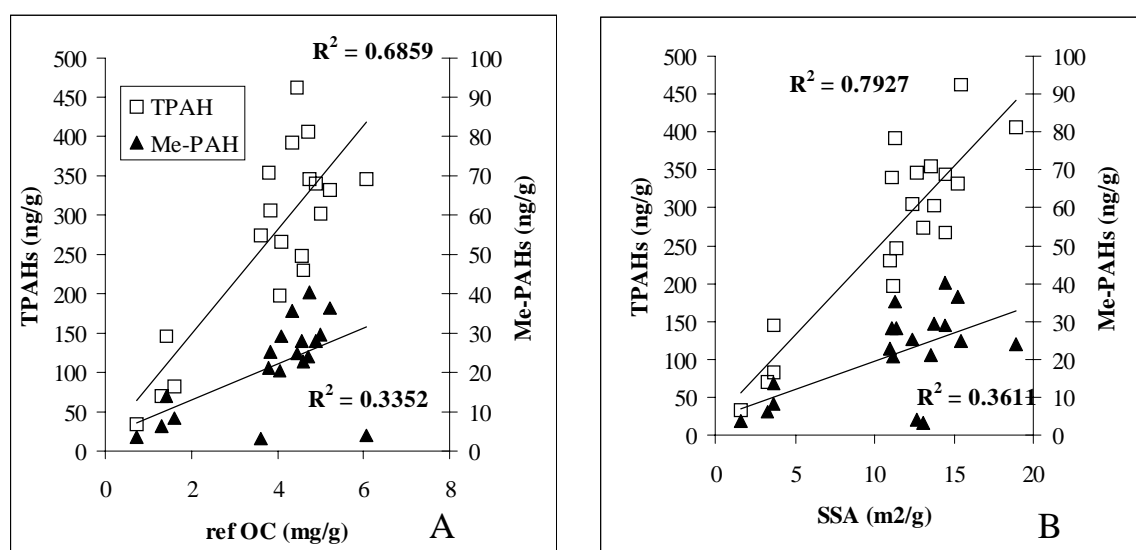 R² = 0.6859
500
450
400
350
300
250
200
150
100
50
0
TPAHs (ng/g)
TPAH
Me-PAH
R² = 0.3352
100
90
80
70
60
50
40
30
20
10
0
Me-PAHs (ng/g)
0 2 4 6 8
ref OC (mg/g)
A
R² = 0.7927
500
450
400
350
300
250
200
150
100
50
0
TPAHs (ng/g)
R² = 0.3611
100
90
80
70
60
50
40
30
20
10
0
Me-PAHs (ng/g)
0 5 10 15 20
SSA (m2/g)
B